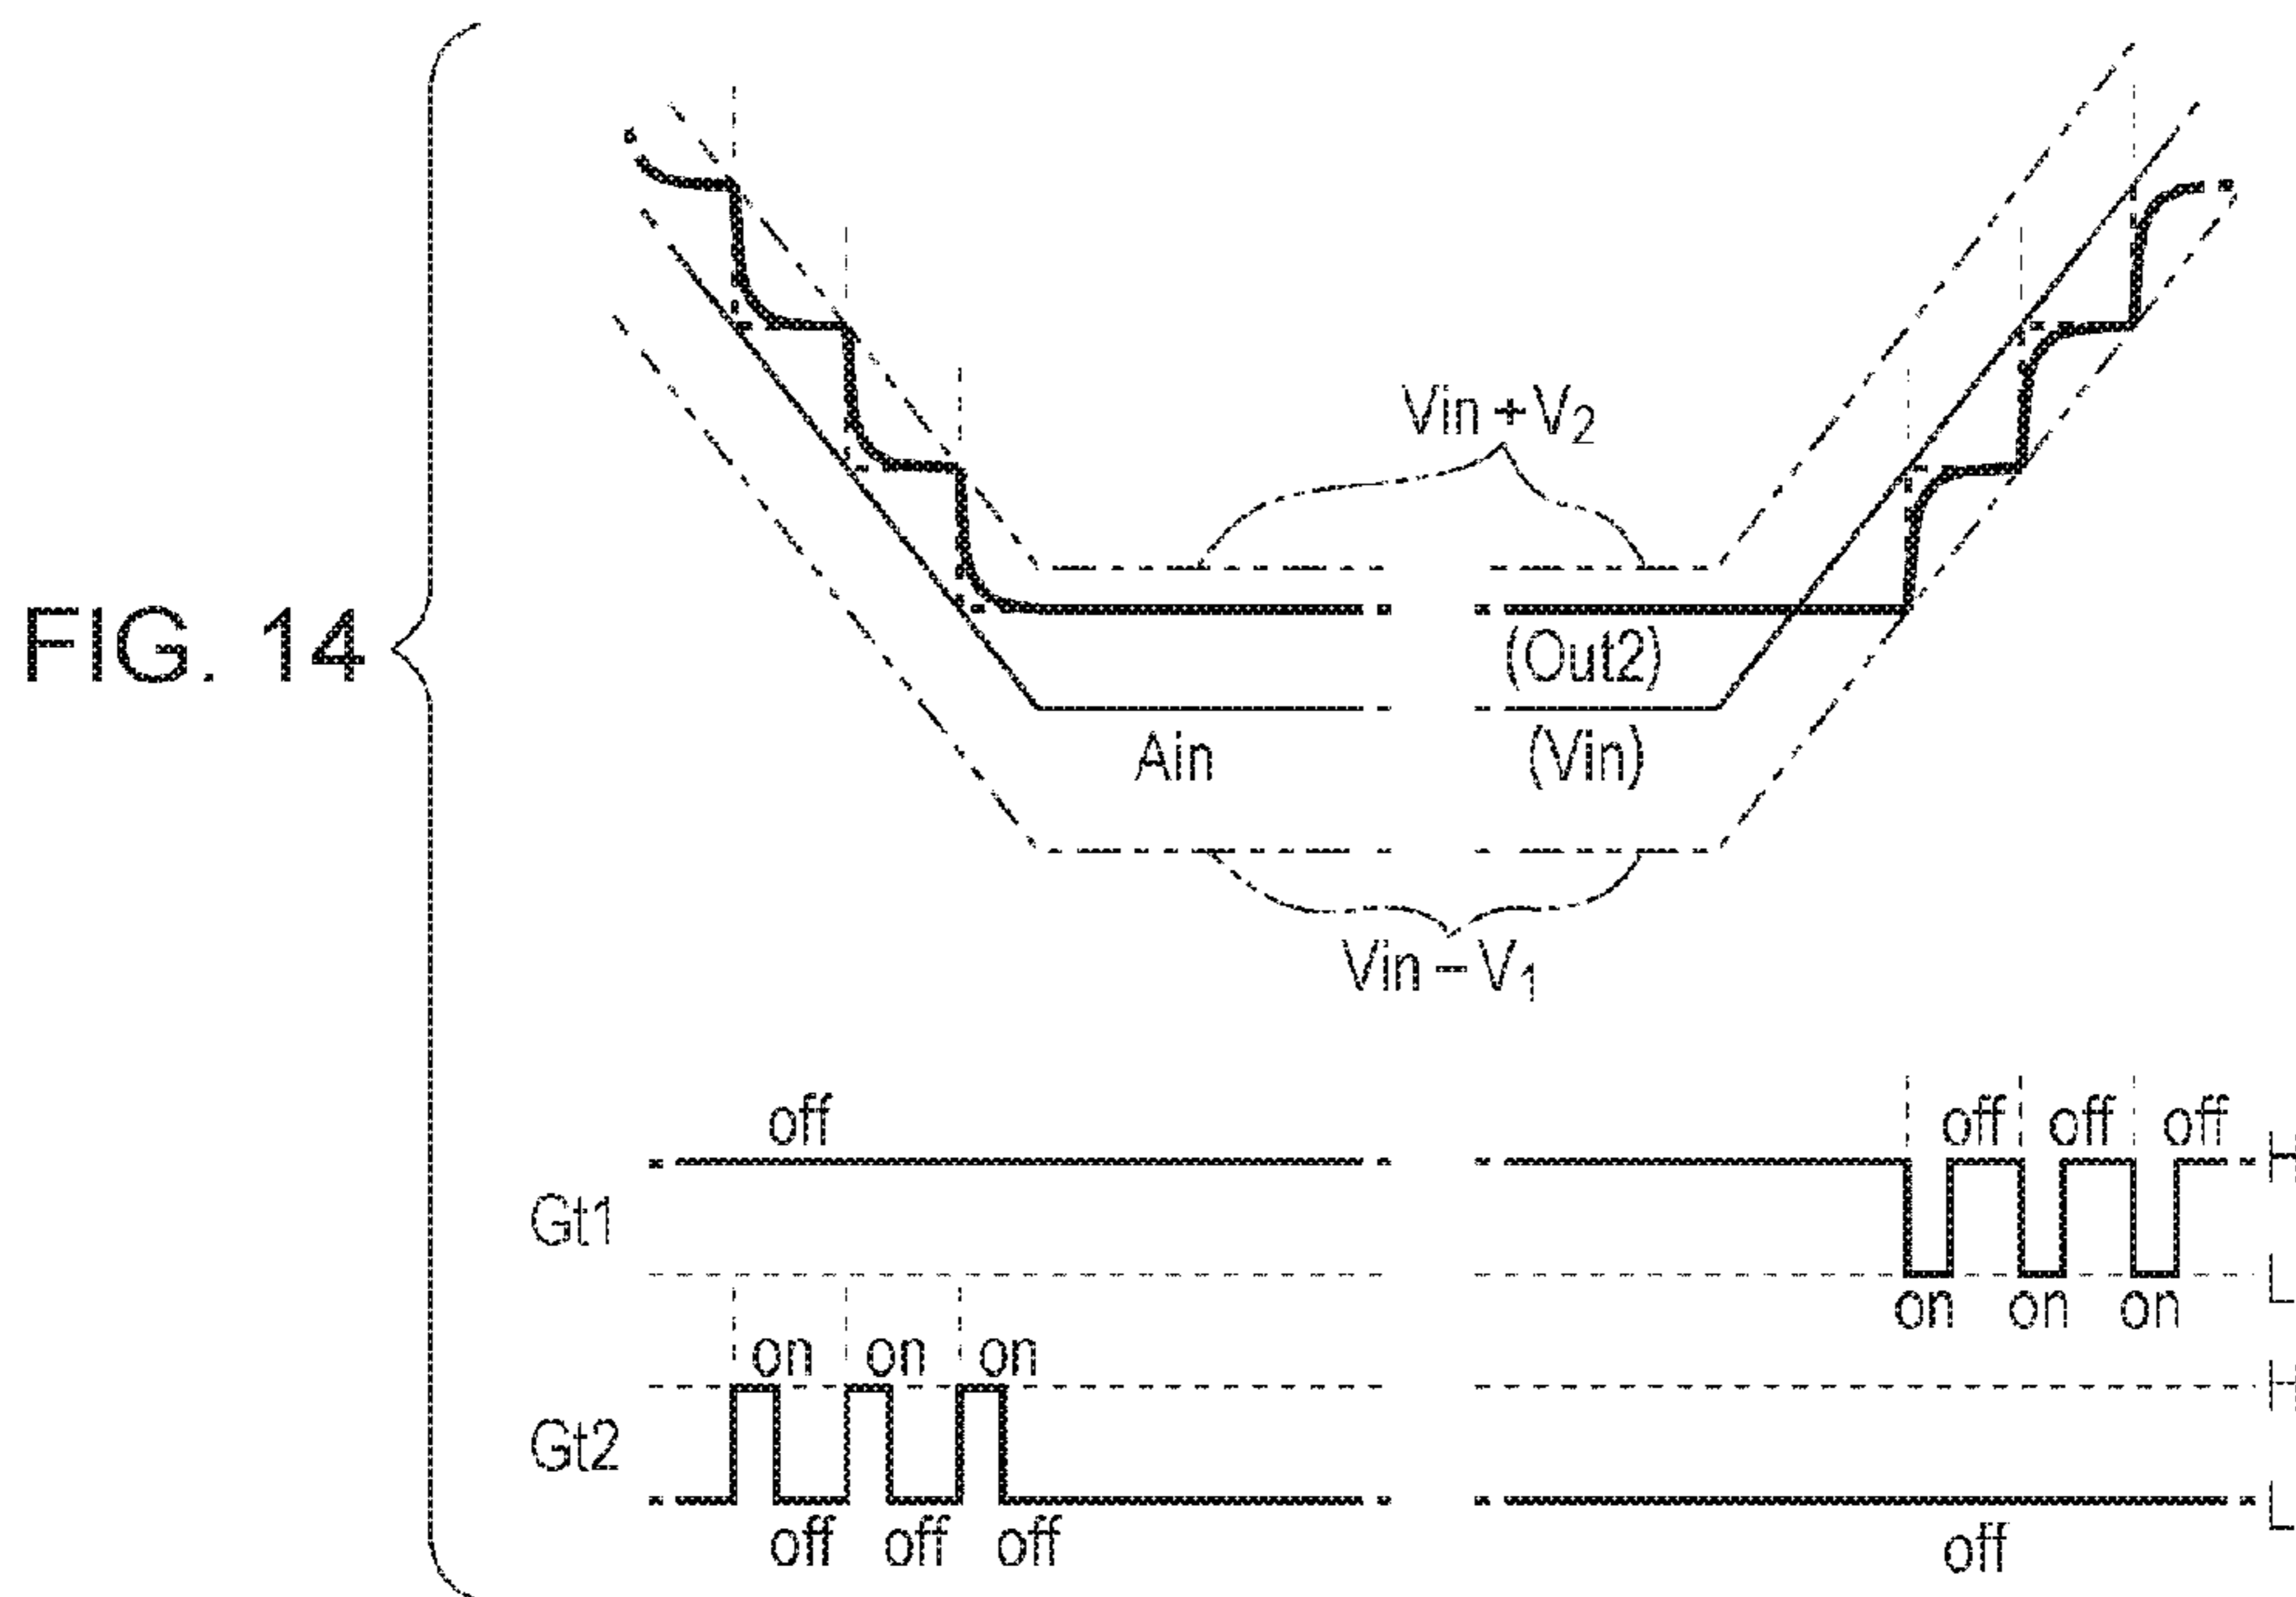 FIG. 14
Vin + V2
(Out2)
Ain
(Vin)
Vin – V1
off
off
off
off
Gt1
on
on
on
on
on
on
Gt2
off
off
off
off